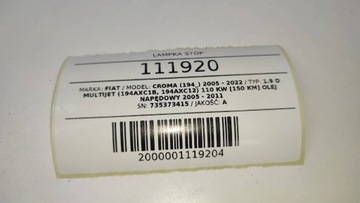 LAMPKA STOP
111920
MARKA: FIAT / MODEL: CROMA (194_) 2005 - 2022 / TYP: 1.9 D
MULTIJET (194AXC1B, 194AXC12) 110 KW [150 KM] OLEJ
NAPĘDOWY 2005 - 2011
SN: 735373415 / JAKOŚĆ: A
2000001119204